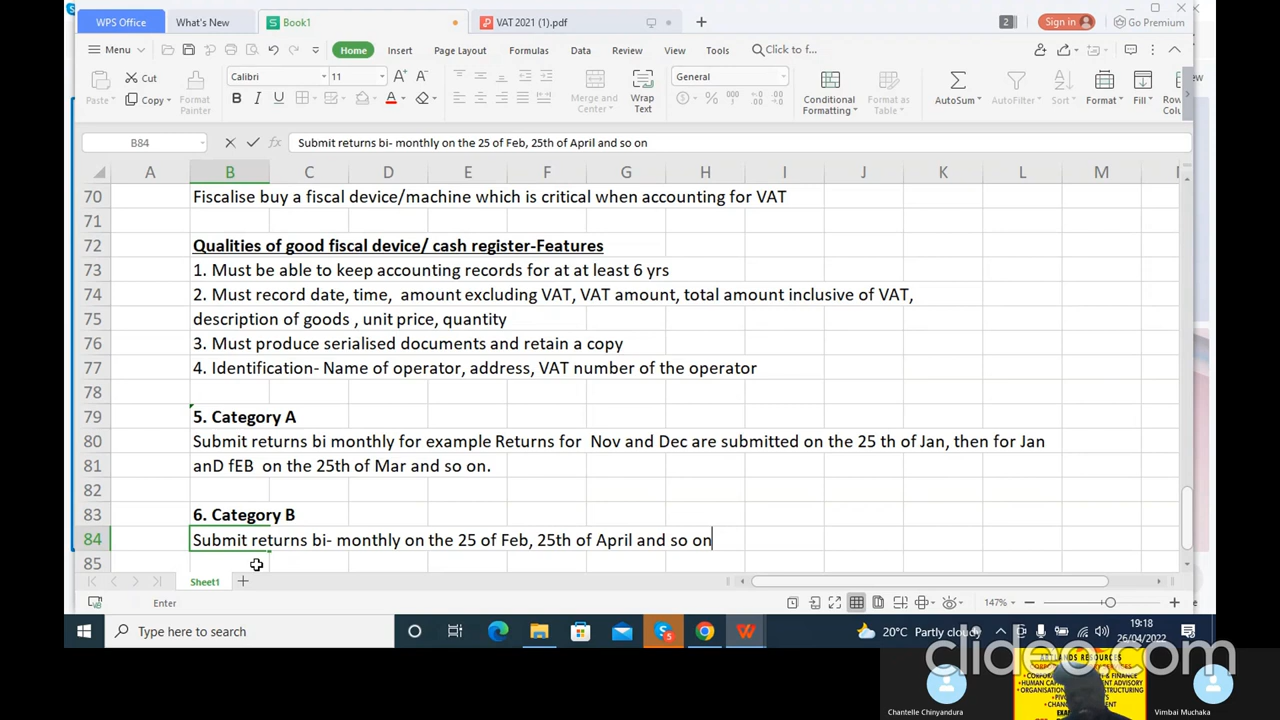 WPS Office
What's New
Book1
VAT 2021 (1).pdf
2
Sign in
Go Premium
Menu
Home
Insert
Page Layout
Formulas
Data
Review
View
Tools
Click to f...
Paste
Cut
Copy
Format Painter
Calibri
11
Merge and Center
Wrap Text
General
Conditional Formatting
Format as Table
AutoSum
AutoFilter
Sort
Format
Fill
B84
Submit returns bi- monthly on the 25 of Feb, 25th of April and so on
A B C D E F G H I J K L M
70 Fiscalise buy a fiscal device/machine which is critical when accounting for VAT
71
72 Qualities of good fiscal device/ cash register-Features
73 1. Must be able to keep accounting records for at at least 6 yrs
74 2. Must record date, time,  amount excluding VAT, VAT amount, total amount inclusive of VAT,
75 description of goods , unit price, quantity
76 3. Must produce serialised documents and retain a copy
77 4. Identification- Name of operator, address, VAT number of the operator
78
79 5. Category A
80 Submit returns bi monthly for example Returns for  Nov and Dec are submitted on the 25 th of Jan, then for Jan
81 anD fEB  on the 25th of Mar and so on.
82
83 6. Category B
84 Submit returns bi- monthly on the 25 of Feb, 25th of April and so on
85
Sheet1
Enter
147%
Type here to search
20°C Partly cloudy
19:18
26/04/2022
clideo.com
ARTLANDS RESOURCES
Chantelle Chinyandura
Vimbai Muchaka